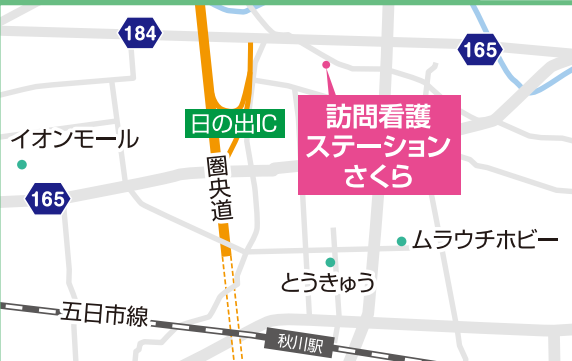 184
165
訪問看護
ステーション
さくら
日の出IC
イオンモール
圏央道
165
ムラウチホビー
とうきゅう
五日市線
秋川駅